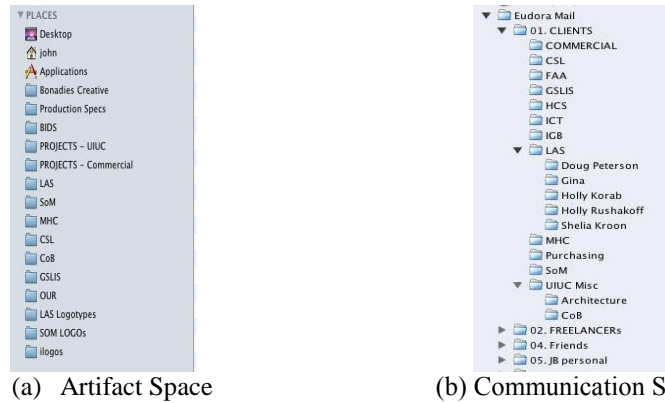 PLACES
Desktop
john
Applications
Bonadies Creative
Production Specs
BIDS
PROJECTS - UIUC
PROJECTS - Commercial
LAS
SoM
MHC
CSL
CoB
GSLIS
OUR
LAS Logotypes
SOM LOGOs
ilogos
(a) Artifact Space
Eudora Mail
01. CLIENTS
COMMERCIAL
CSL
FAA
GSLIS
HCS
ICT
IGB
LAS
Doug Peterson
Gina
Holly Korab
Holly Rushakoff
Shelia Kroon
MHC
Purchasing
SoM
UIUC Misc
Architecture
CoB
02. FREELANCERs
04. Friends
05. JB personal
(b) Communication S